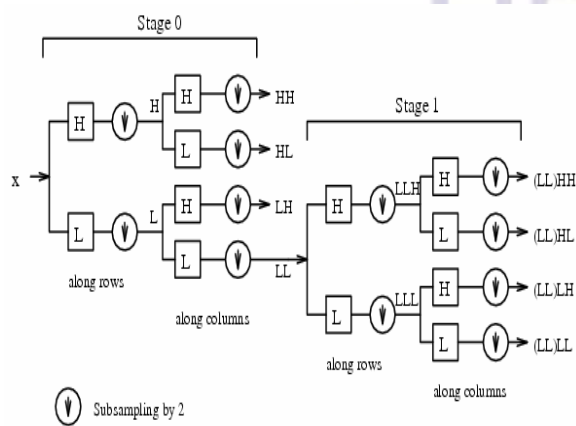 Stage 0
H
H
H
HH
L
HL
x
Stage 1
L
L
H
LH
L
LL
along rows
along columns
H
LLH
H
(LL)HH
L
(LL)HL
L
LLL
H
(LL)LH
L
(LL)LL
along rows
along columns
Subsampling by 2